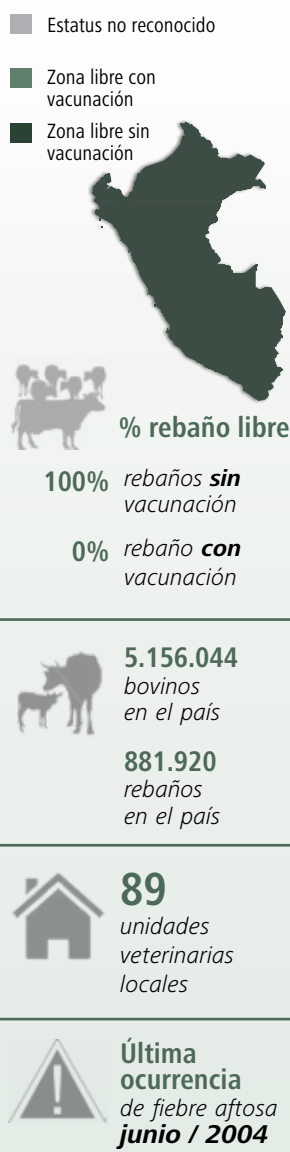 Estatus no reconocido
Zona libre con
vacunación
Zona libre sin
vacunación
% rebaño libre
100% rebaños sin
vacunación
0% rebaño con
vacunación
5.156.044
bovinos
en el país
881.920
rebaños
en el país
89
unidades
veterinarias
locales
Última
ocurrencia
de fiebre aftosa
junio / 2004